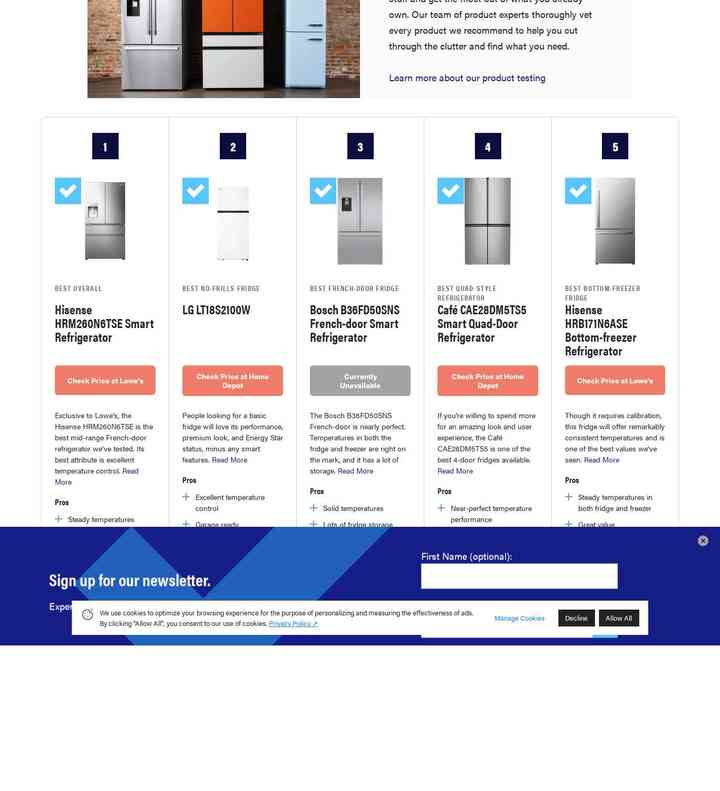 own. Our team of product experts thoroughly vet
every product we recommend to help you cut
through the clutter and find what you need.
Learn more about our product testing
1
BEST OVERALL
Hisense
HRM260N6TSE Smart
Refrigerator
Check Price at Lowe's
Exclusive to Lowe's, the
Hisense HRM260N6TSE is the
best mid-range French-door
refrigerator we've tested. Its
best attribute is excellent
temperature control. Read
More
Pros
Steady temperatures
2
BEST NO-FRILLS FRIDGE
LG LT18S2100W
Check Price at Home
Depot
People looking for a basic
fridge will love its performance,
premium look, and Energy Star
status, minus any smart
features. Read More
Pros
Excellent temperature
control
Garage ready
3
BEST FRENCH-DOOR FRIDGE
Bosch B36FD50SNS
French-door Smart
Refrigerator
Currently
Unavailable
The Bosch B36FD50SNS
French-door is nearly perfect.
Temperatures in both the
fridge and freezer are right on
the mark, and it has a lot of
storage. Read More
Pros
Solid temperatures
Lots of fridge storage
4
BEST QUAD-STYLE
REFRIGERATOR
Café CAE28DM5TS5
Smart Quad-Door
Refrigerator
Check Price at Home
Depot
If you're willing to spend more
for an amazing look and user
experience, the Café
CAE28DM5TS5 is one of the
best 4-door fridges available.
Read More
Pros
Near-perfect temperature
performance
5
BEST BOTTOM-FREEZER
FRIDGE
Hisense
HRB171N6ASE
Bottom-freezer
Refrigerator
Check Price at Lowe's
Though it requires calibration,
this fridge will offer remarkably
consistent temperatures and is
one of the best values we've
seen. Read More
Pros
Steady temperatures in
both fridge and freezer
Great value
Sign up for our newsletter.
First Name (optional):
We use cookies to optimize your browsing experience for the purpose of personalizing and measuring the effectiveness of ads.
By clicking "Allow All", you consent to our use of cookies. Privacy Policy ↗
Manage Cookies
Decline
Allow All